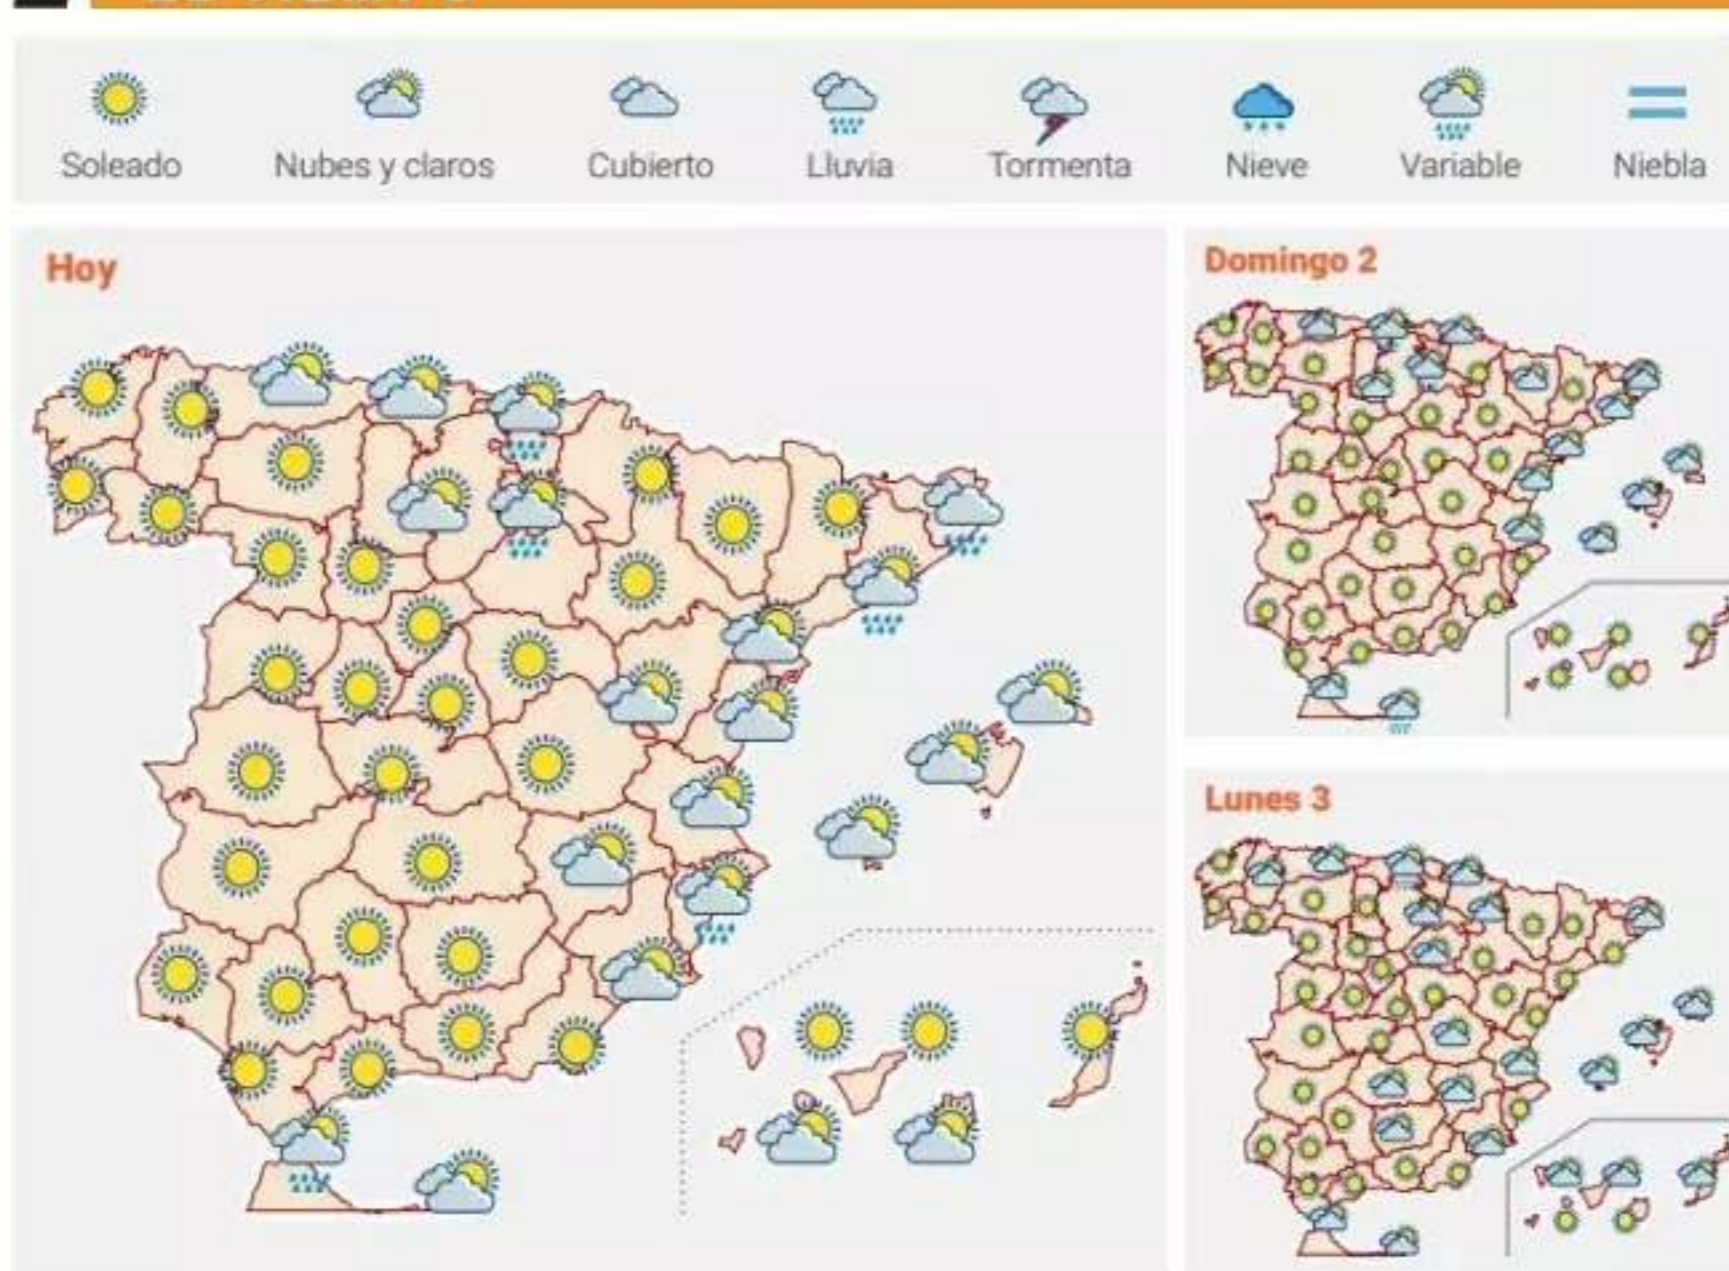 Soleado
Nubes y claros
Cubierto
Lluvia
Tormenta
Nieve
Variable
Niebla
Hoy
Domingo 2
Lunes 3